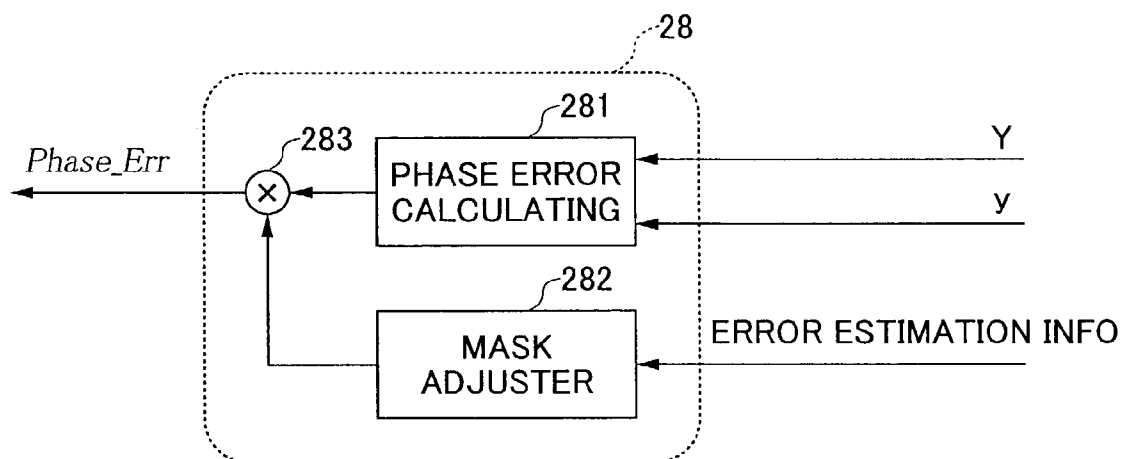 28
281
283
Phase_Err
PHASE ERROR
CALCULATING
Y
y
282
MASK
ADJUSTER
ERROR ESTIMATION INFO